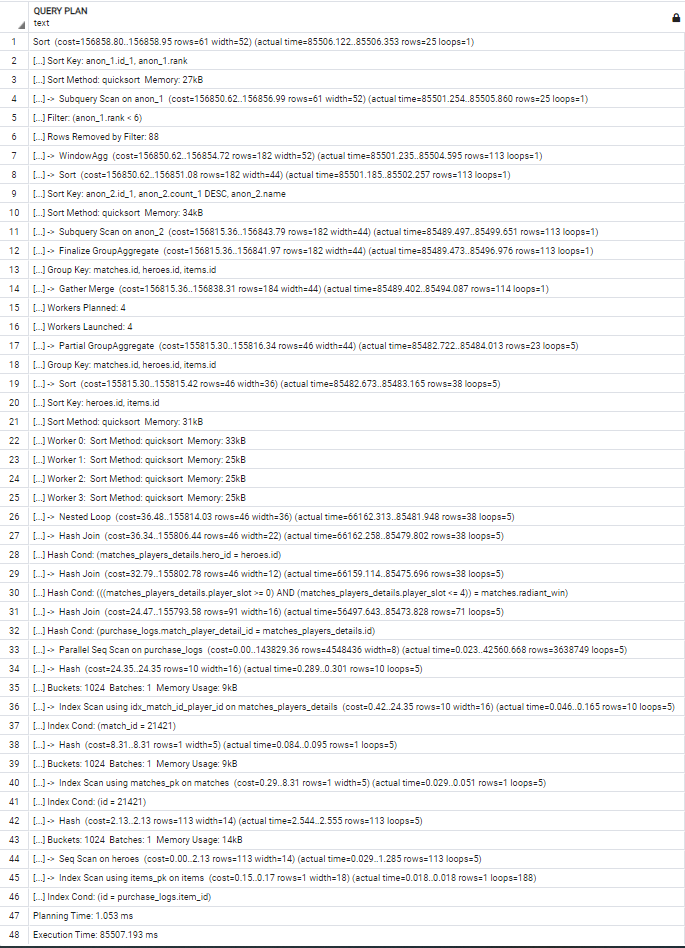 QUERY PLAN
text
1 Sort (cost=156858.80..156858.95 rows=61 width=52) (actual time=85506.122..85506.353 rows=25 loops=1)
2 [...] Sort Key: anon_1.id_1, anon_1.rank
3 [...] Sort Method: quicksort Memory: 27kB
4 [...] -> Subquery Scan on anon_1 (cost=156850.62..156856.99 rows=61 width=52) (actual time=85501.254..85505.860 rows=25 loops=1)
5 [...] Filter: (anon_1.rank < 6)
6 [...] Rows Removed by Filter: 88
7 [...] -> WindowAgg (cost=156850.62..156854.72 rows=182 width=52) (actual time=85501.235..85504.595 rows=113 loops=1)
8 [...] -> Sort (cost=156850.62..156851.08 rows=182 width=44) (actual time=85501.185..85502.257 rows=113 loops=1)
9 [...] Sort Key: anon_2.id_1, anon_2.count_1 DESC, anon_2.name
10 [...] Sort Method: quicksort Memory: 34kB
11 [...] -> Subquery Scan on anon_2 (cost=156815.36..156843.79 rows=182 width=44) (actual time=85489.497..85499.651 rows=113 loops=1)
12 [...] -> Finalize GroupAggregate (cost=156815.36..156841.97 rows=182 width=44) (actual time=85489.473..85496.976 rows=113 loops=1)
13 [...] Group Key: matches.id, heroes.id, items.id
14 [...] -> Gather Merge (cost=156815.36..156838.31 rows=184 width=44) (actual time=85489.402..85494.087 rows=114 loops=1)
15 [...] Workers Planned: 4
16 [...] Workers Launched: 4
17 [...] -> Partial GroupAggregate (cost=155815.30..155816.34 rows=46 width=44) (actual time=85482.722..85484.013 rows=23 loops=5)
18 [...] Group Key: matches.id, heroes.id, items.id
19 [...] -> Sort (cost=155815.30..155815.42 rows=46 width=36) (actual time=85482.673..85483.165 rows=38 loops=5)
20 [...] Sort Key: heroes.id, items.id
21 [...] Sort Method: quicksort Memory: 31kB
22 [...] Worker 0: Sort Method: quicksort Memory: 33kB
23 [...] Worker 1: Sort Method: quicksort Memory: 25kB
24 [...] Worker 2: Sort Method: quicksort Memory: 25kB
25 [...] Worker 3: Sort Method: quicksort Memory: 25kB
26 [...] -> Nested Loop (cost=36.48..155814.03 rows=46 width=36) (actual time=66162.313..85481.948 rows=38 loops=5)
27 [...] -> Hash Join (cost=36.34..155806.44 rows=46 width=22) (actual time=66162.258..85479.802 rows=38 loops=5)
28 [...] Hash Cond: (matches_players_details.hero_id = heroes.id)
29 [...] -> Hash Join (cost=32.79..155802.78 rows=46 width=12) (actual time=66159.114..85475.696 rows=38 loops=5)
30 [...] Hash Cond: (((matches_players_details.player_slot >= 0) AND (matches_players_details.player_slot <= 4)) = matches.radiant_win)
31 [...] -> Hash Join (cost=24.47..155793.58 rows=91 width=16) (actual time=56497.643..85473.828 rows=71 loops=5)
32 [...] Hash Cond: (purchase_logs.match_player_detail_id = matches_players_details.id)
33 [...] -> Parallel Seq Scan on purchase_logs (cost=0.00..143829.36 rows=4548436 width=8) (actual time=0.023..42560.668 rows=3638749 loops=5)
34 [...] -> Hash (cost=24.35..24.35 rows=10 width=16) (actual time=0.289..0.301 rows=10 loops=5)
35 [...] Buckets: 1024 Batches: 1 Memory Usage: 9kB
36 [...] -> Index Scan using idx_match_id_player_id on matches_players_details (cost=0.42..24.35 rows=10 width=16) (actual time=0.046..0.165 rows=10 loops=5)
37 [...] Index Cond: (match_id = 21421)
38 [...] -> Hash (cost=8.31..8.31 rows=1 width=5) (actual time=0.084..0.095 rows=1 loops=5)
39 [...] Buckets: 1024 Batches: 1 Memory Usage: 9kB
40 [...] -> Index Scan using matches_pk on matches (cost=0.29..8.31 rows=1 width=5) (actual time=0.029..0.051 rows=1 loops=5)
41 [...] Index Cond: (id = 21421)
42 [...] -> Hash (cost=2.13..2.13 rows=113 width=14) (actual time=2.544..2.555 rows=113 loops=5)
43 [...] Buckets: 1024 Batches: 1 Memory Usage: 14kB
44 [...] -> Seq Scan on heroes (cost=0.00..2.13 rows=113 width=14) (actual time=0.029..1.285 rows=113 loops=5)
45 [...] -> Index Scan using items_pk on items (cost=0.15..0.17 rows=1 width=18) (actual time=0.018..0.018 rows=1 loops=188)
46 [...] Index Cond: (id = purchase_logs.item_id)
47 Planning Time: 1.053 ms
48 Execution Time: 85507.193 ms